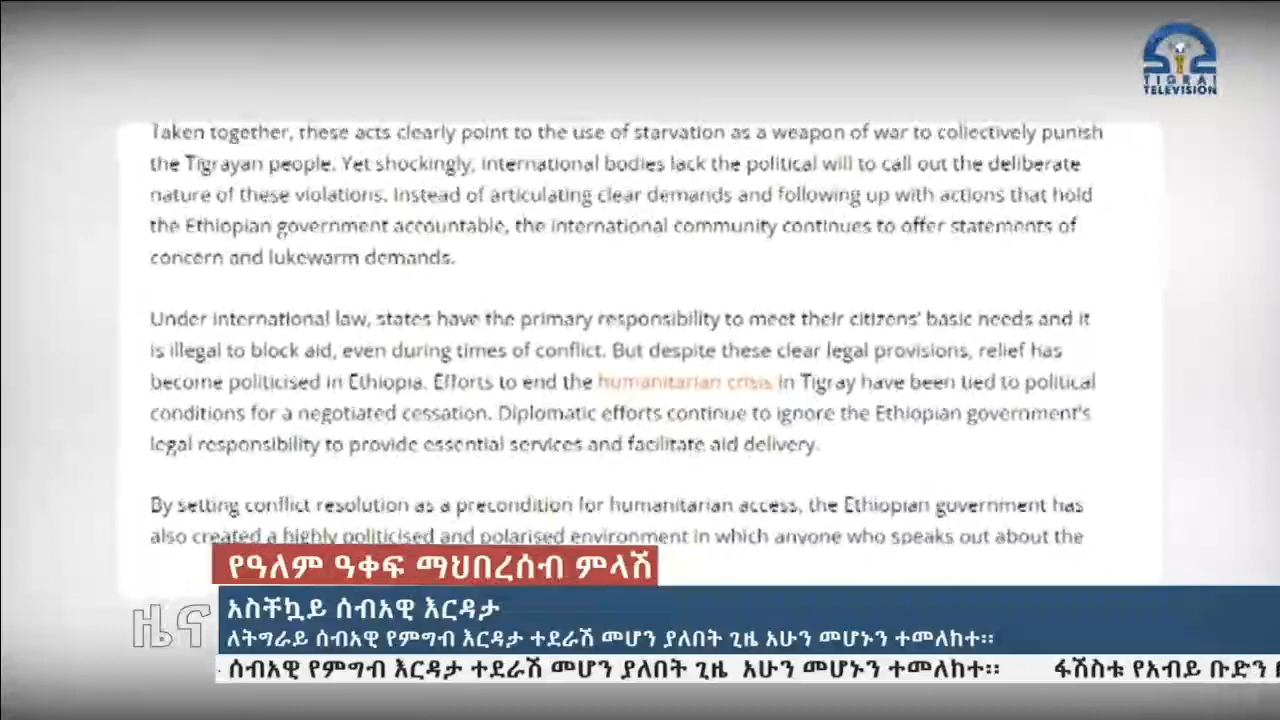 TIGRAI
TELEVISION
Taken together, these acts clearly point to the use of starvation as a weapon of war to collectively punish
the Tigrayan people. Yet shockingly, international bodies lack the political will to call out the deliberate
nature of these violations. Instead of articulating clear demands and following up with actions that hold
the Ethiopian government accountable, the international community continues to offer statements of
concern and lukewarm demands.
Under international law, states have the primary responsibility to meet their citizens' basic needs and it
is illegal to block aid, even during times of conflict. But despite these clear legal provisions, relief has
become politicised in Ethiopia. Efforts to end the humanitarian crisis in Tigray have been tied to political
conditions for a negotiated cessation. Diplomatic efforts continue to ignore the Ethiopian government's
legal responsibility to provide essential services and facilitate aid delivery.
By setting conflict resolution as a precondition for humanitarian access, the Ethiopian government has
also created a highly politicised and polarised environment in which anyone who speaks out about the
የዓለም ዓቀፍ ማህበረሰብ ምላሽ
ዜና
አስቸኳይ ሰብአዊ እርዳታ
ለትግራይ ሰብአዊ የምግብ እርዳታ ተደራሽ መሆን ያለበት ጊዜ አሁን መሆኑን ተመለከተ፡፡
ሰብአዊ የምግብ እርዳታ ተደራሽ መሆን ያለበት ጊዜ አሁን መሆኑን ተመለከተ፡፡ ፋሽስቱ የአብይ ቡድን